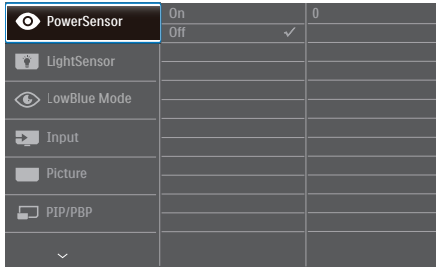 PowerSensor
On
0
Off
LightSensor
LowBlue Mode
Input
Picture
PIP/PBP